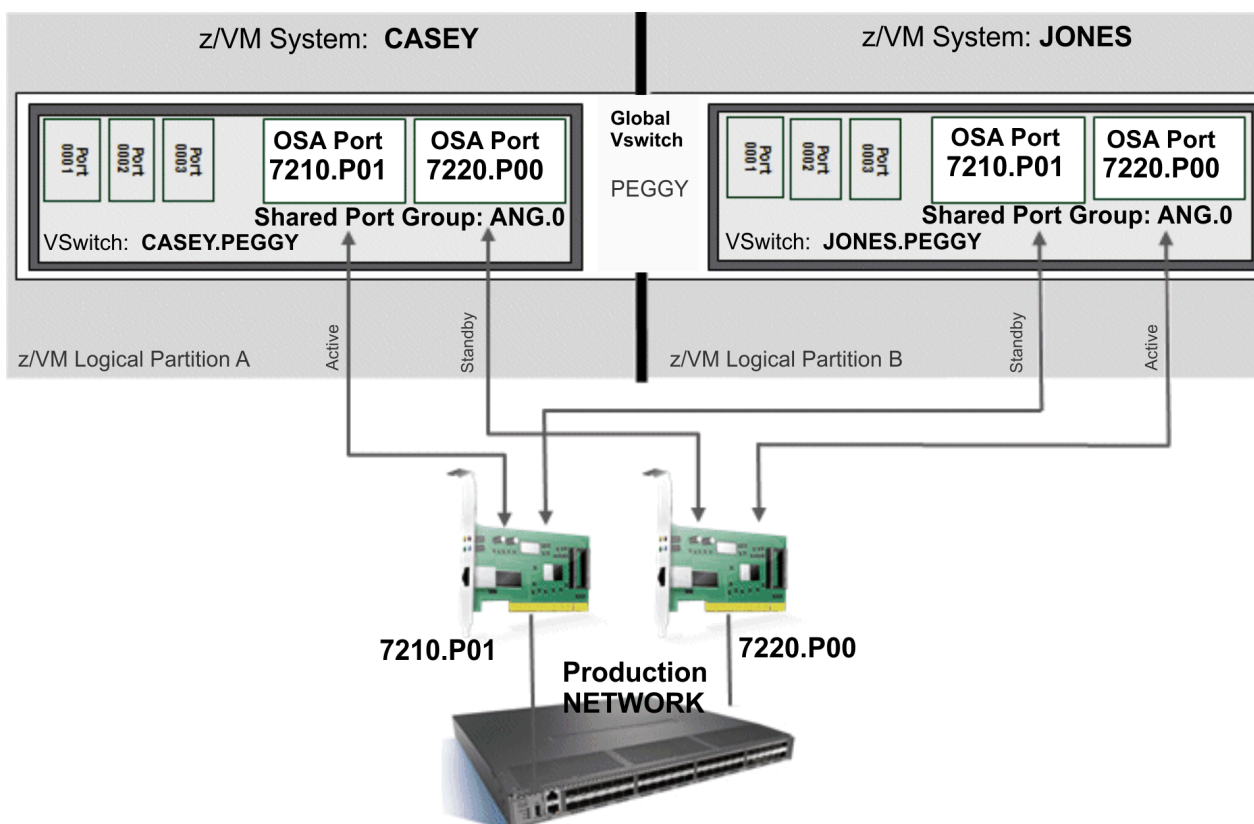 z/VM System: CASEY
Port 0001
Port 0002
Port 0003
OSA Port
7210.P01
OSA Port
7220.P00
Shared Port Group: ANG.0
VSwitch: CASEY.PEGGY
Active
Standby
z/VM Logical Partition A
Global
Vswitch
PEGGY
z/VM System: JONES
Port 0001
Port 0002
Port 0003
OSA Port
7210.P01
OSA Port
7220.P00
Shared Port Group: ANG.0
VSwitch: JONES.PEGGY
Standby
Active
z/VM Logical Partition B
7210.P01
7220.P00
Production
NETWORK